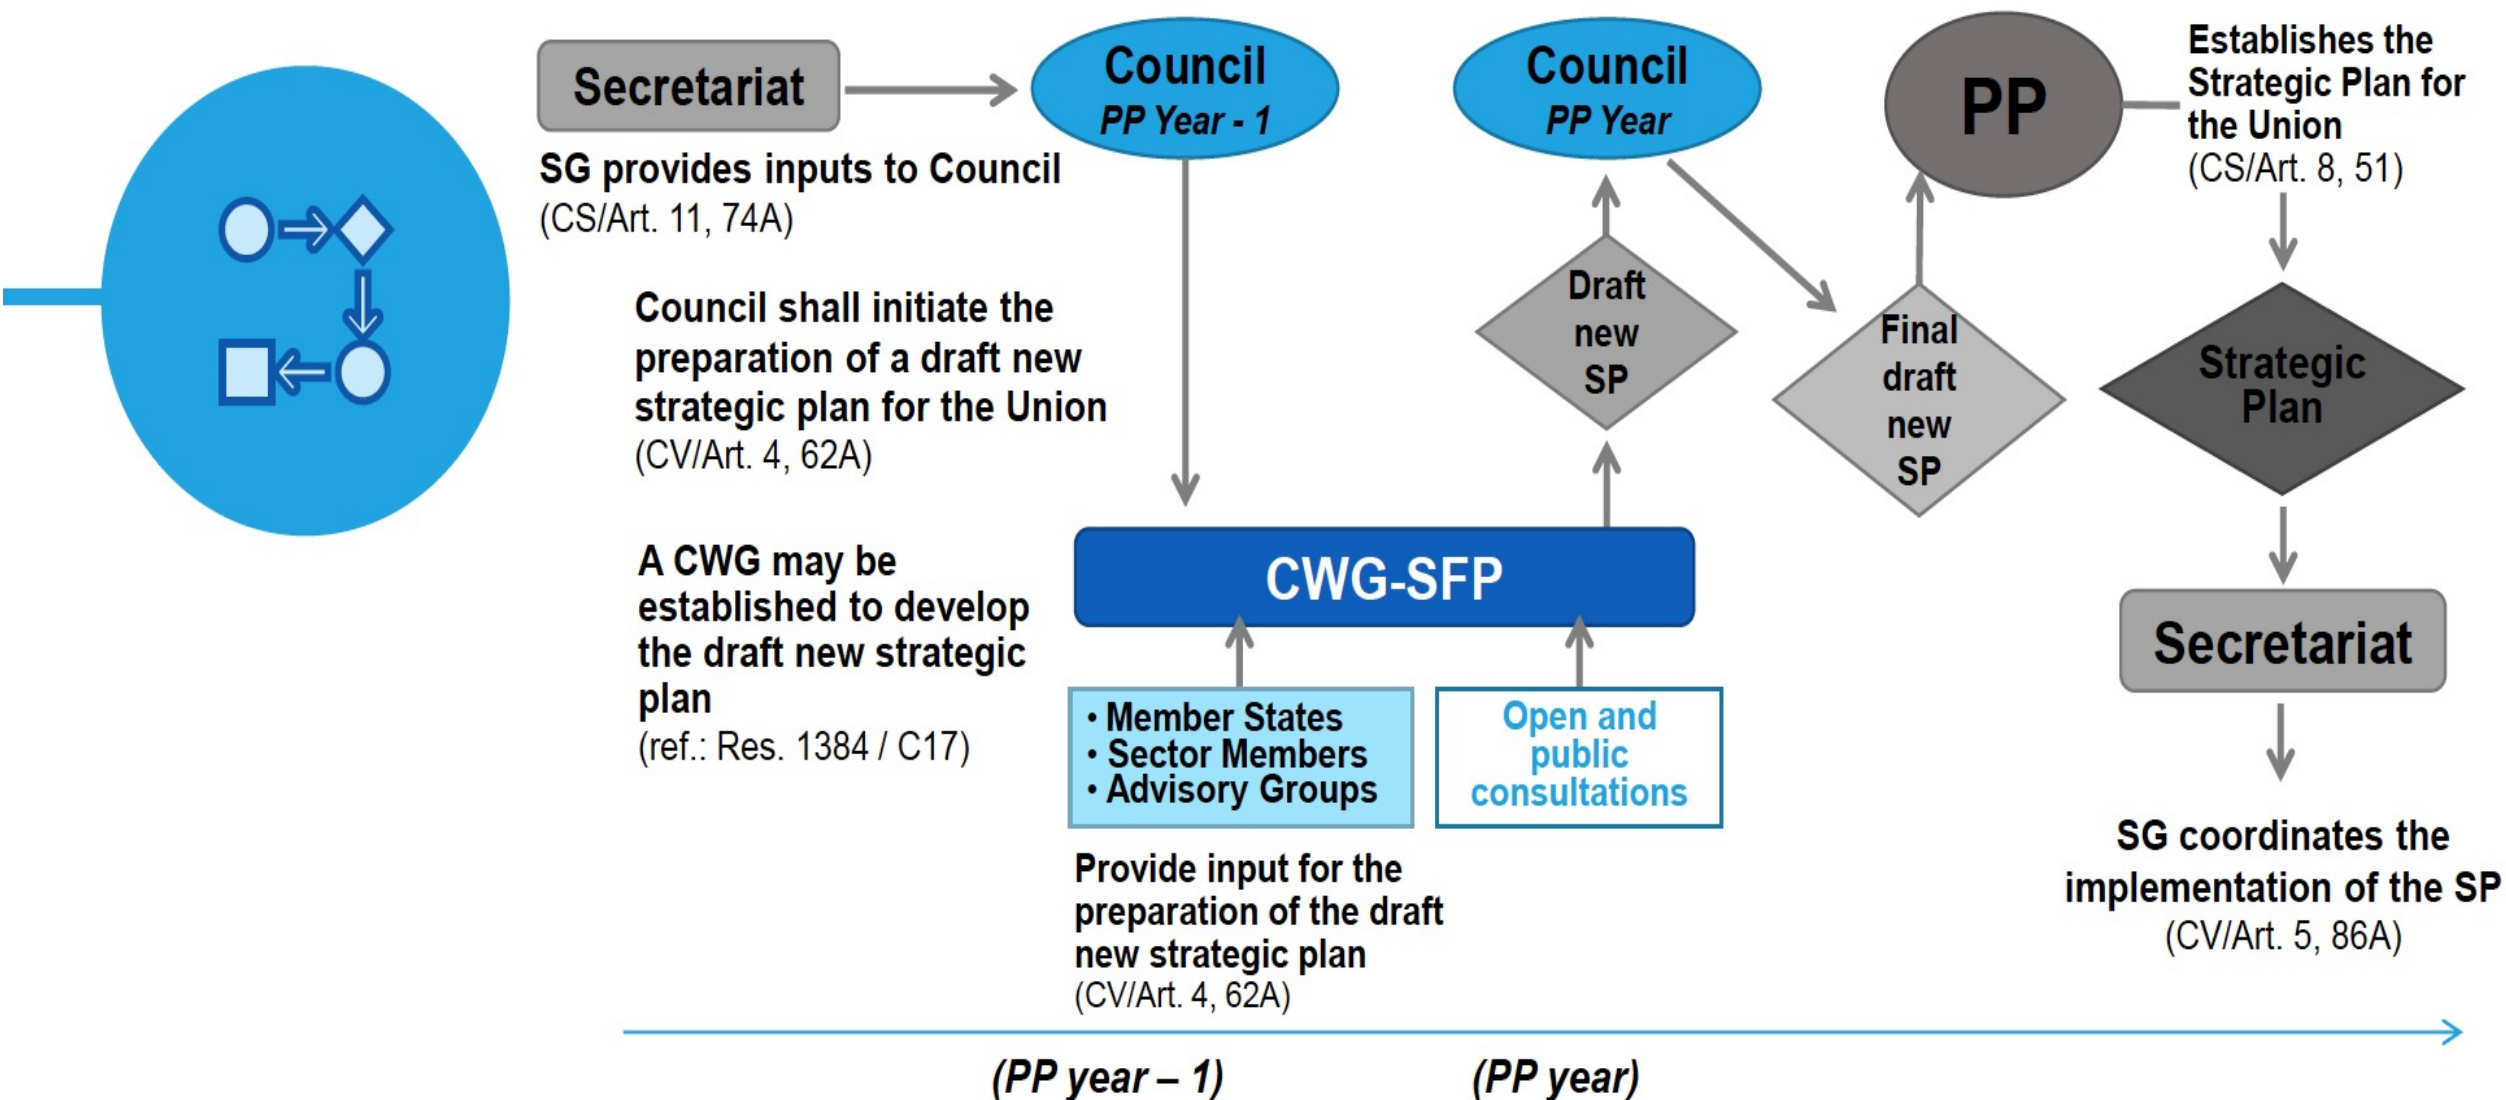 Secretariat
SG provides inputs to Council
(CS/Art. 11, 74A)
Council
PP Year - 1
Council shall initiate the
preparation of a draft new
strategic plan for the Union
(CV/Art. 4, 62A)
A CWG may be
established to develop
the draft new strategic
plan
(ref.: Res. 1384 / C17)
CWG-SFP
• Member States
• Sector Members
• Advisory Groups
Open and
public
consultations
Provide input for the
preparation of the draft
new strategic plan
(CV/Art. 4, 62A)
Draft
new
SP
Council
PP Year
Final
draft
new
SP
PP
Establishes the
Strategic Plan for
the Union
(CS/Art. 8, 51)
Strategic
Plan
Secretariat
SG coordinates the
implementation of the SP
(CV/Art. 5, 86A)
(PP year – 1)
(PP year)